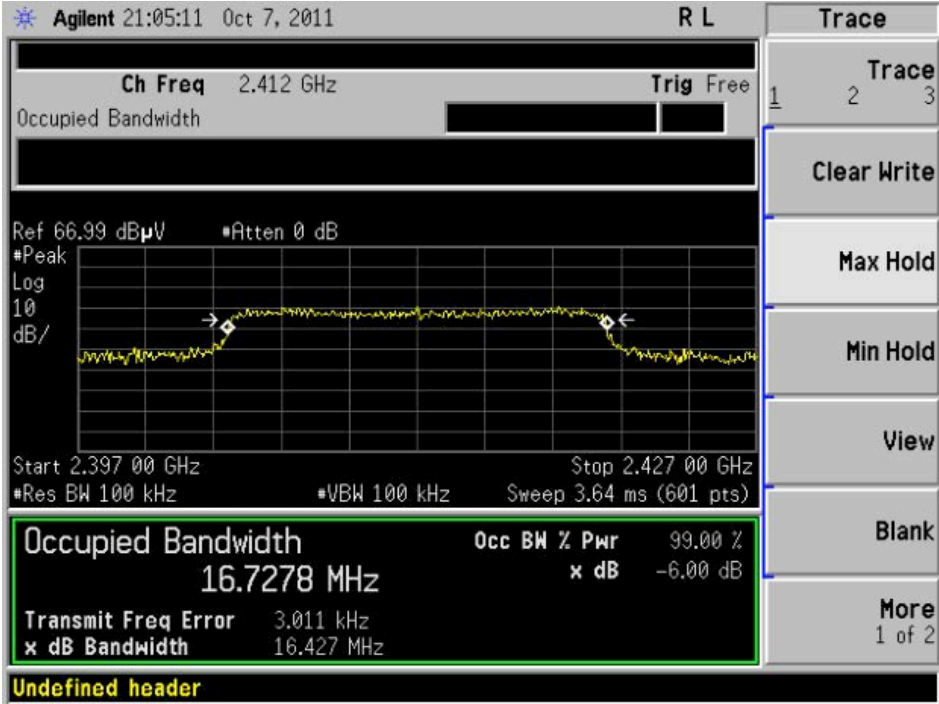 Agilent 21:05:11 Oct 7, 2011 R L Trace
Ch Freq 2.412 GHz Trig Free
Occupied Bandwidth
Trace
1 2 3
Clear Write
Max Hold
Min Hold
View
Blank
More
1 of 2
Ref 66.99 dBµV #Atten 0 dB
#Peak
Log
10
dB/
Start 2.397 00 GHz Stop 2.427 00 GHz
#Res BW 100 kHz #VBW 100 kHz Sweep 3.64 ms (601 pts)
Occupied Bandwidth Occ BW % Pwr 99.00 %
16.7278 MHz x dB -6.00 dB
Transmit Freq Error 3.011 kHz
x dB Bandwidth 16.427 MHz
Undefined header